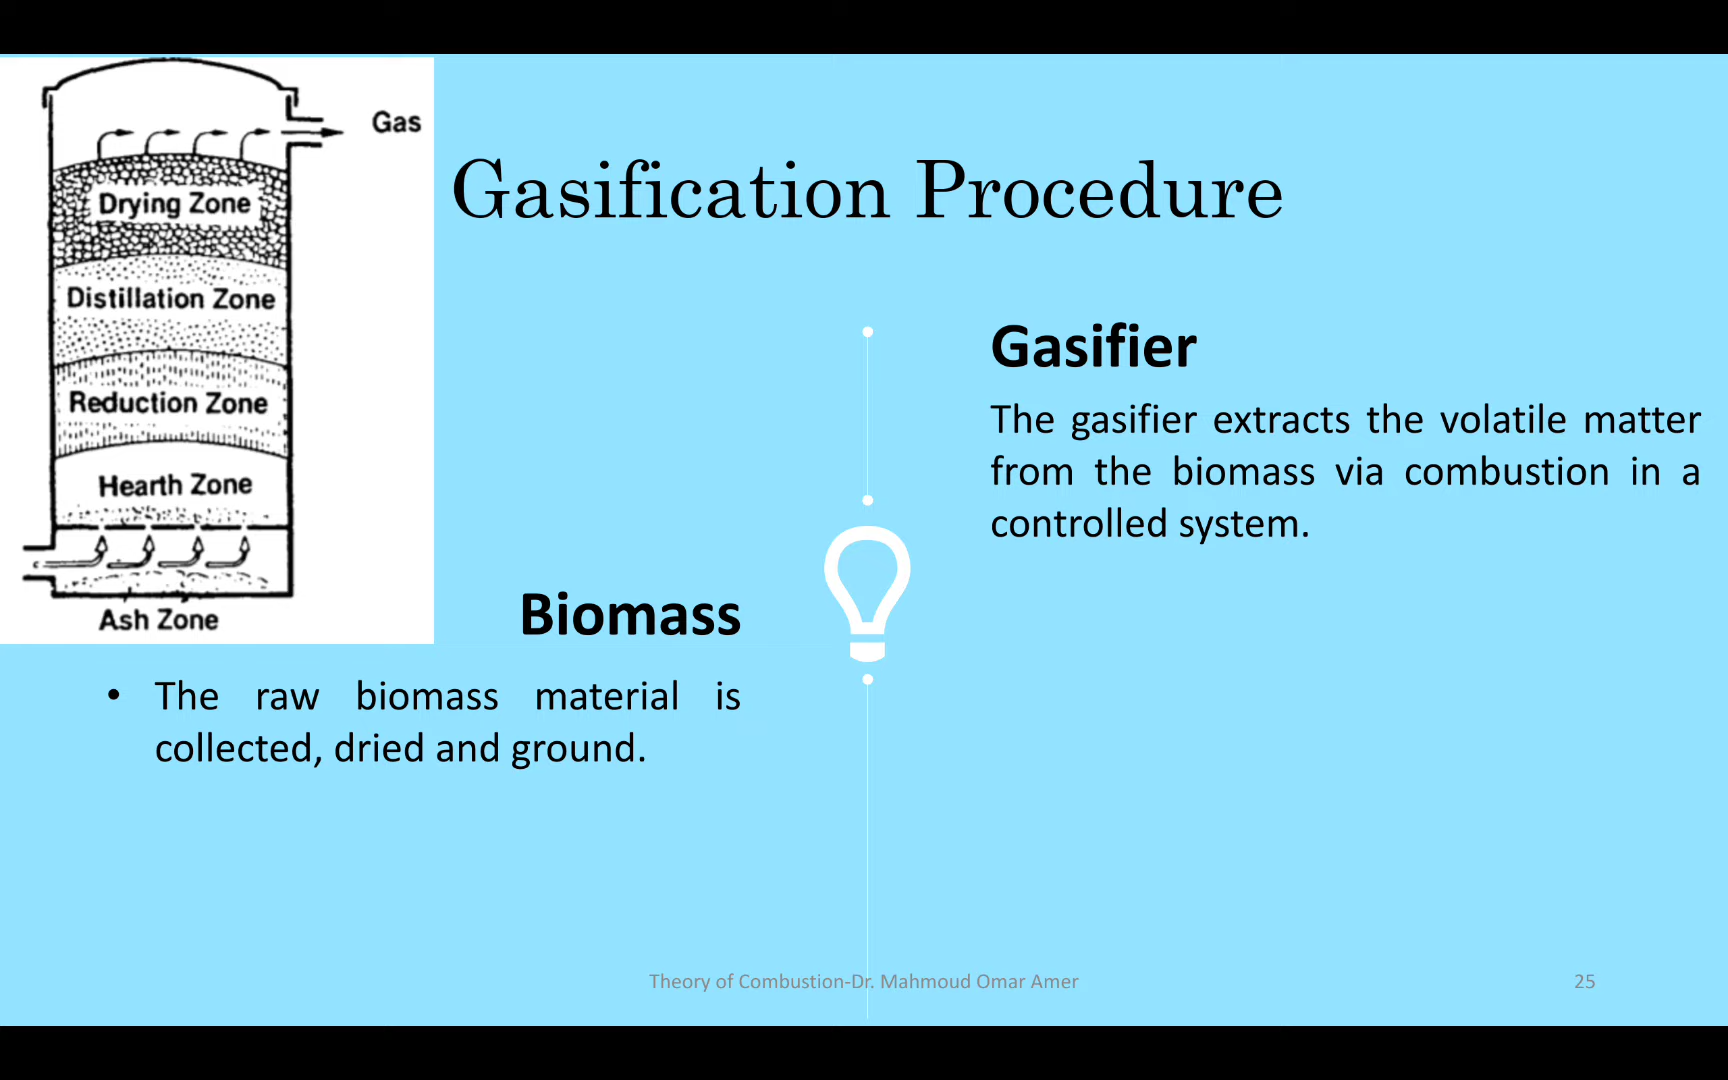 Gas
Drying Zone
Distillation Zone
Reduction Zone
Hearth Zone
Ash Zone
Gasification Procedure
Biomass
• The raw biomass material is
collected, dried and ground.
Gasifier
The gasifier extracts the volatile matter
from the biomass via combustion in a
controlled system.
Theory of Combustion-Dr. Mahmoud Omar Amer
25